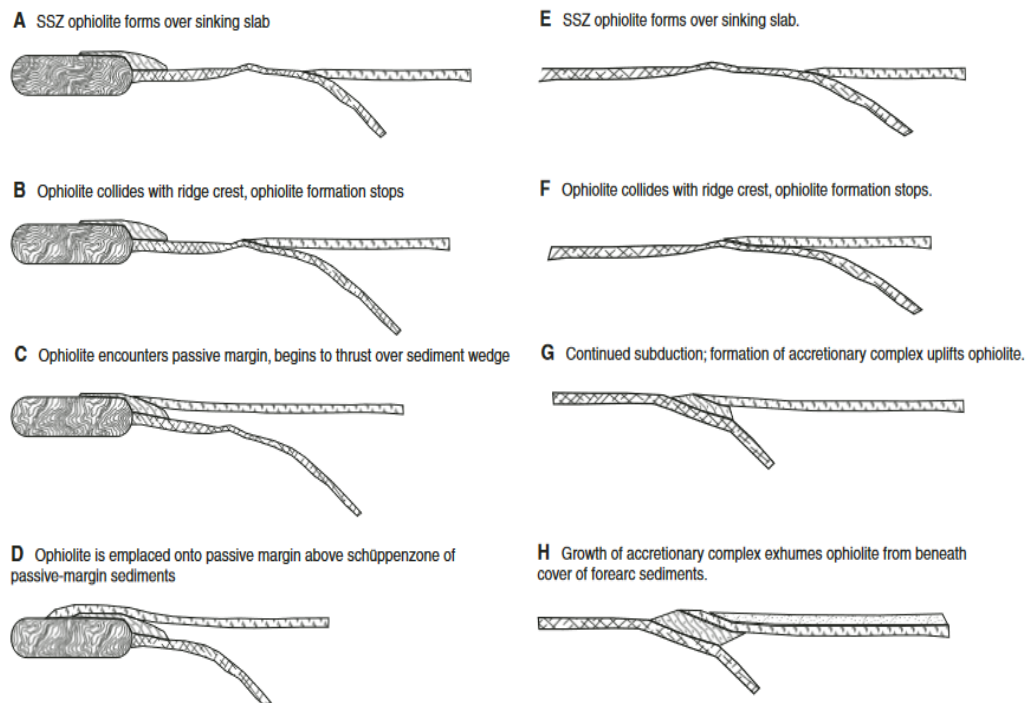 A SSZ ophiolite forms over sinking slab
B Ophiolite collides with ridge crest, ophiolite formation stops
C Ophiolite encounters passive margin, begins to thrust over sediment wedge
D Ophiolite is emplaced onto passive margin above schüppenzone of
passive-margin sediments
E SSZ ophiolite forms over sinking slab.
F Ophiolite collides with ridge crest, ophiolite formation stops.
G Continued subduction; formation of accretionary complex uplifts ophiolite.
H Growth of accretionary complex exhumes ophiolite from beneath
cover of forearc sediments.